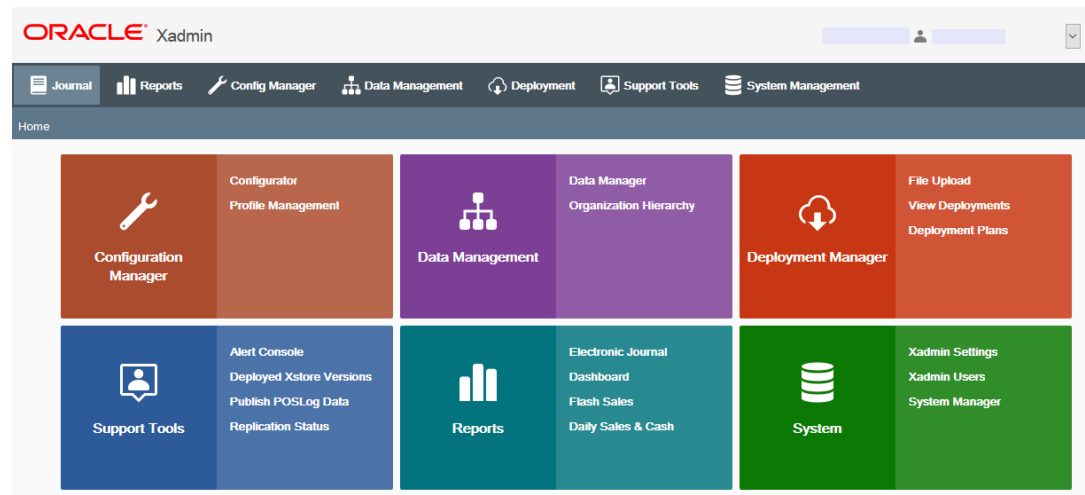 ORACLE® Xadmin
Journal Reports Config Manager Data Management Deployment Support Tools System Management
Home
Configuration
Manager
Configurator
Profile Management
Data Management
Data Manager
Organization Hierarchy
Deployment Manager
File Upload
View Deployments
Deployment Plans
Support Tools
Alert Console
Deployed Xstore Versions
Publish POSLog Data
Replication Status
Reports
Electronic Journal
Dashboard
Flash Sales
Daily Sales & Cash
System
Xadmin Settings
Xadmin Users
System Manager